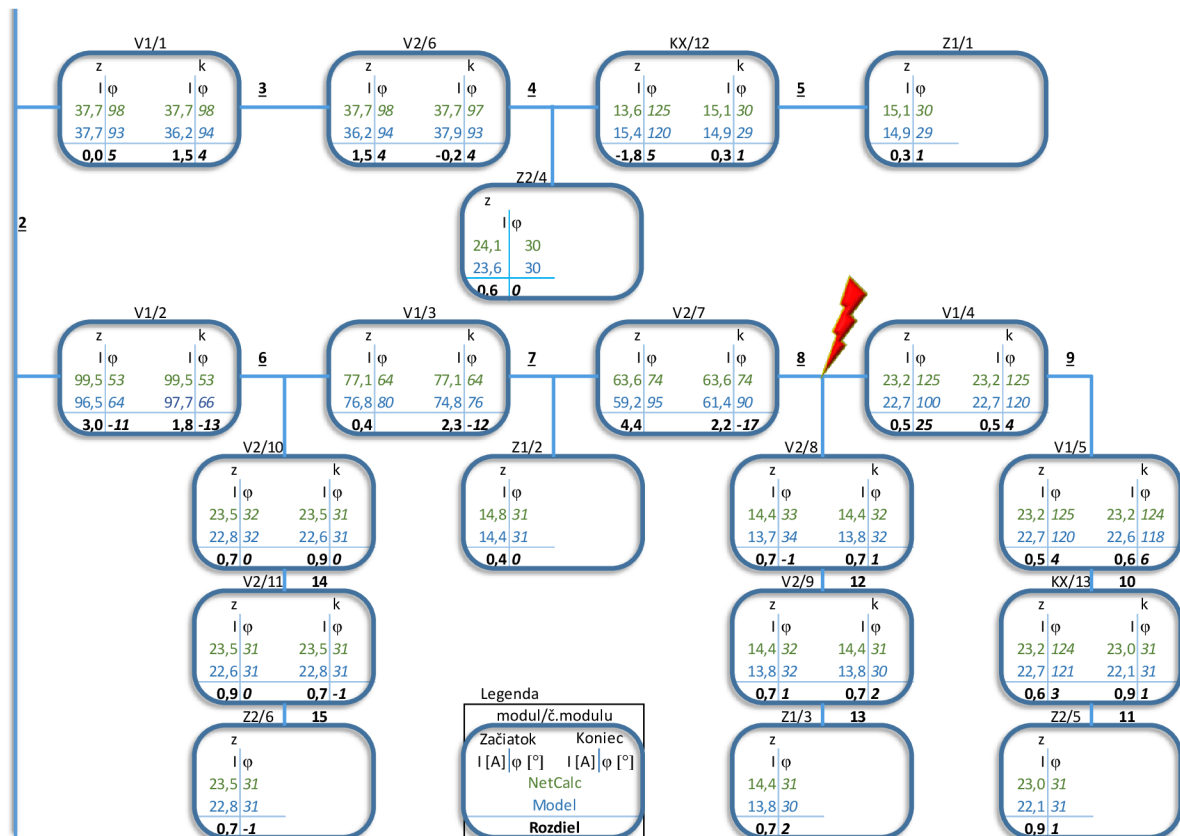 V1/1 V2/6 KX/12 Z1/1
z k z k z k z
I φ I φ I φ I φ I φ I φ I φ
37,7 98 37,7 98 3 37,7 98 37,7 97 4 13,6 125 15,1 30 5 15,1 30
37,7 93 36,2 94 36,2 94 37,9 93 15,4 120 14,9 29 14,9 29
0,0 5 1,5 4 1,5 4 -0,2 4 -1,8 5 0,3 1 0,3 1
Z2/4
z
2 I φ
24,1 30
23,6 30
0,6 0
V1/2 V1/3 V2/7 V1/4
z k z k z k z k
I φ I φ 6 I φ I φ 7 I φ I φ 8 I φ I φ 9
99,5 53 99,5 53 77,1 64 77,1 64 63,6 74 63,6 74 23,2 125 23,2 125
96,5 64 97,7 66 76,8 80 74,8 76 59,2 95 61,4 90 22,7 100 22,7 120
3,0 -11 1,8 -13 0,4 2,3 -12 4,4 2,2 -17 0,5 25 0,5 4
V2/10 Z1/2 V2/8 V1/5
z k z z k z k
I φ I φ I φ I φ I φ I φ I φ
23,5 32 23,5 31 14,8 31 14,4 33 14,4 32 23,2 125 23,2 124
22,8 32 22,6 31 14,4 31 13,7 34 13,8 32 22,7 120 22,6 118
0,7 0 0,9 0 0,4 0 0,7 -1 0,7 1 0,5 4 0,6 6
V2/11 14 V2/9 12 KX/13 10
z k z k z k
I φ I φ I φ I φ I φ I φ
23,5 31 23,5 31 14,4 32 14,4 31 23,2 124 23,0 31
22,6 31 22,8 31 13,8 32 13,8 30 22,7 121 22,1 31
0,9 0 0,7 -1 0,7 1 0,7 2 0,6 3 0,9 1
Z2/6 15 Z1/3 13 Z2/5 11
z z z
I φ I φ I φ
23,5 31 14,4 31 23,0 31
22,8 31 13,8 30 22,1 31
0,7 -1 0,7 2 0,9 1
Legenda
modul/č.modulu
Začiatok Koniec
I [A] φ [°] I [A] φ [°]
NetCalc
Model
Rozdiel